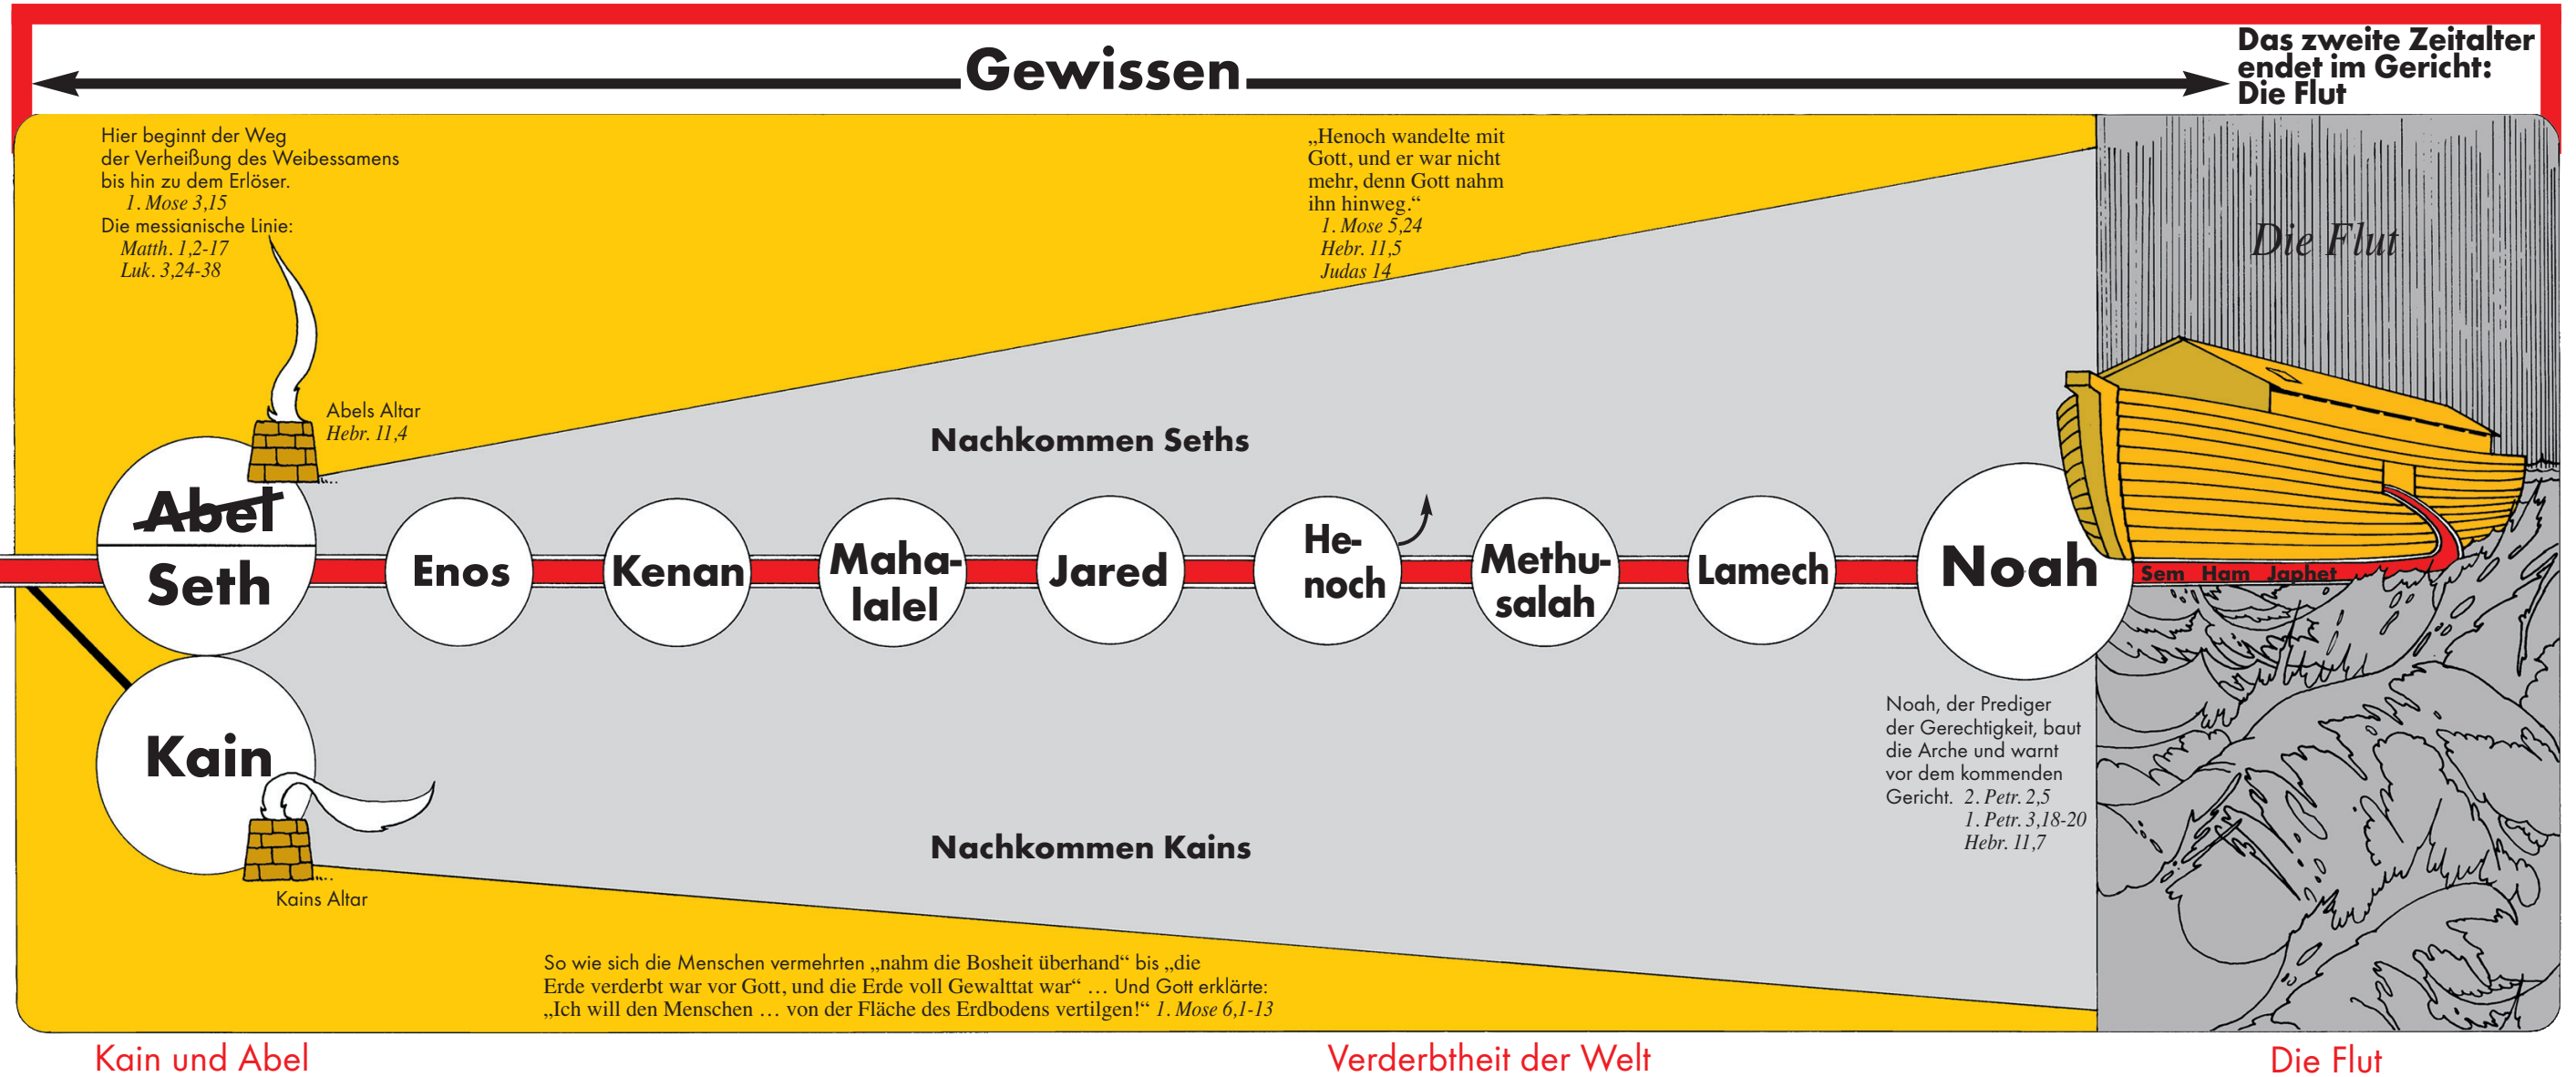 Gewissen
Das zweite Zeitalter
endet im Gericht:
Die Flut
Hier beginnt der Weg
der Verheißung des Weibessamens
bis hin zu dem Erlöser.
1. Mose 3,15
Die messianische Linie:
Matth. 1,2-17
Luk. 3,24-38
„Henoch wandelte mit
Gott, und er war nicht
mehr, denn Gott nahm
ihn hinweg.“
1. Mose 5,24
Hebr. 11,5
Judas 14
Die Flut
Abels Altar
Hebr. 11,4
Nachkommen Seths
Abel
Seth
Enos
Kenan
Maha-
lalel
Jared
He-
noch
Methu-
salah
Lamech
Noah
Sem Ham Japhet
Kain
Kains Altar
Nachkommen Kains
Noah, der Prediger
der Gerechtigkeit, baut
die Arche und warnt
vor dem kommenden
Gericht. 2. Petr. 2,5
1. Petr. 3,18-20
Hebr. 11,7
So wie sich die Menschen vermehrten „nahm die Bosheit überhand“ bis „die
Erde verderbt war vor Gott, und die Erde voll Gewalttat war“ … Und Gott erklärte:
„Ich will den Menschen … von der Fläche des Erdbodens vertilgen!“ 1. Mose 6,1-13
Kain und Abel
Verderbtheit der Welt
Die Flut